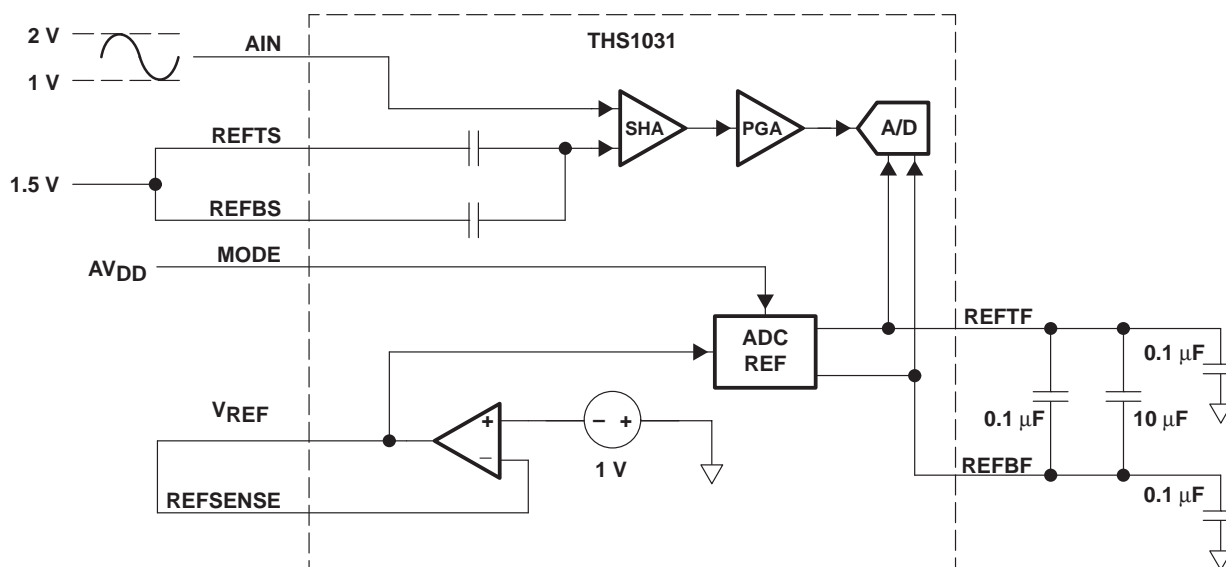 THS1031
2 V
AIN
1 V
SHA
PGA
A/D
REFTS
1.5 V
REFBS
MODE
AVDD
ADC
REF
REFTF
0.1 μF
0.1 μF
10 μF
VREF
+
−
− +
1 V
REFBF
REFSENSE
0.1 μF